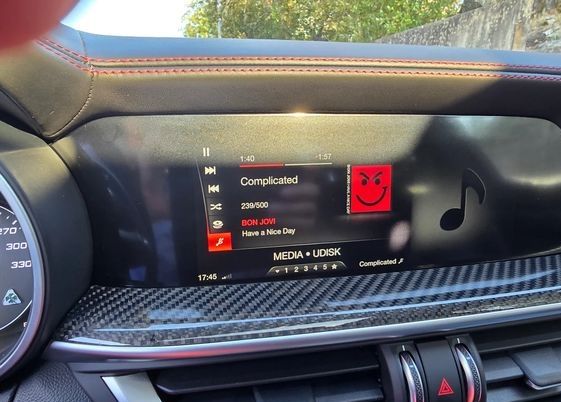 1:40 -1:57
Complicated
239/500
BON JOVI
Have a Nice Day
MEDIA • UDISK
17:45
1 2 3 4 5
Complicated
270
300
330